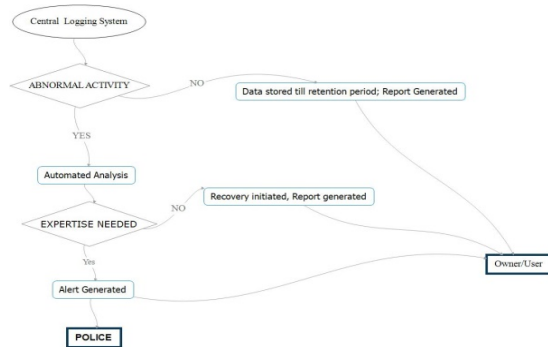 Central Logging System
ABNORMAL ACTIVITY
NO
Data stored till retention period; Report Generated
YES
Automated Analysis
NO
Recovery initiated, Report generated
EXPERTISE NEEDED
Yes
Owner/User
Alert Generated
POLICE